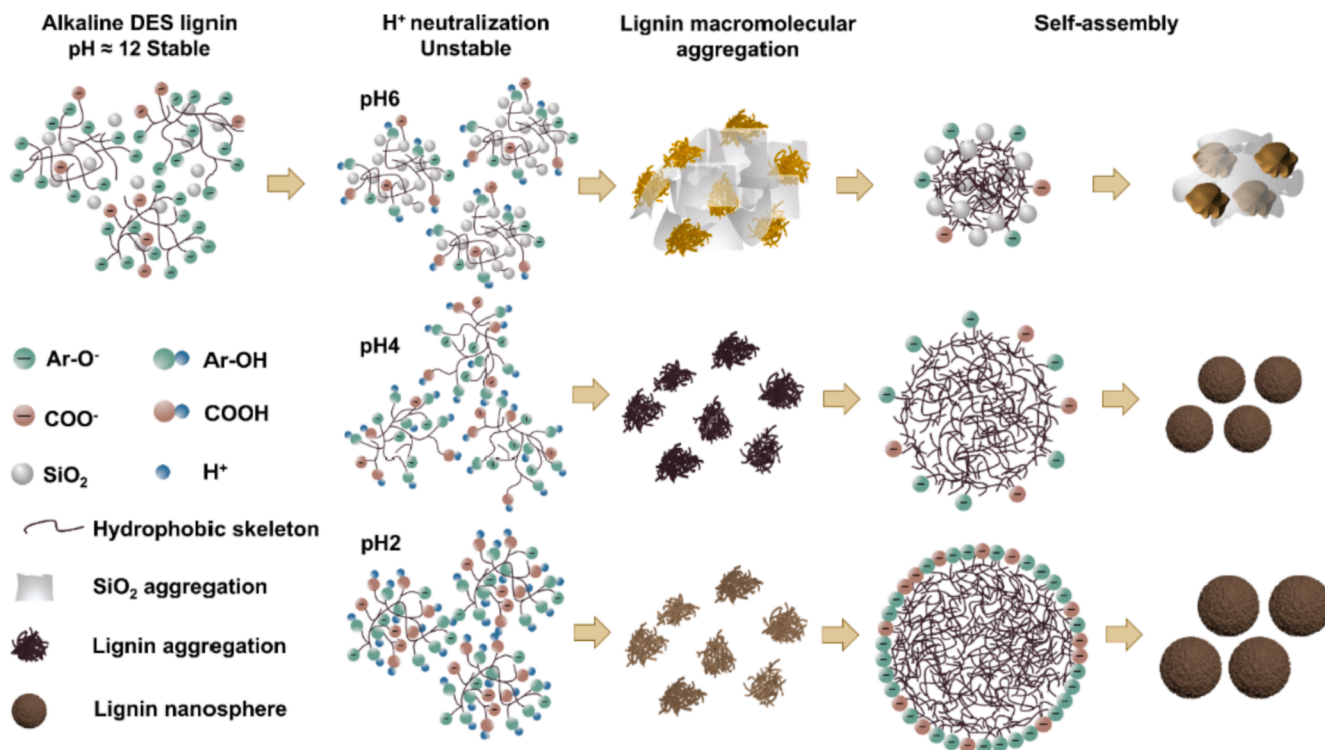 Alkaline DES lignin
pH ≈ 12 Stable
H⁺ neutralization
Unstable
Lignin macromolecular
aggregation
Self-assembly
pH6
pH4
pH2
Ar-O⁻
Ar-OH
COO⁻
COOH
SiO₂
H⁺
Hydrophobic skeleton
SiO₂ aggregation
Lignin aggregation
Lignin nanosphere